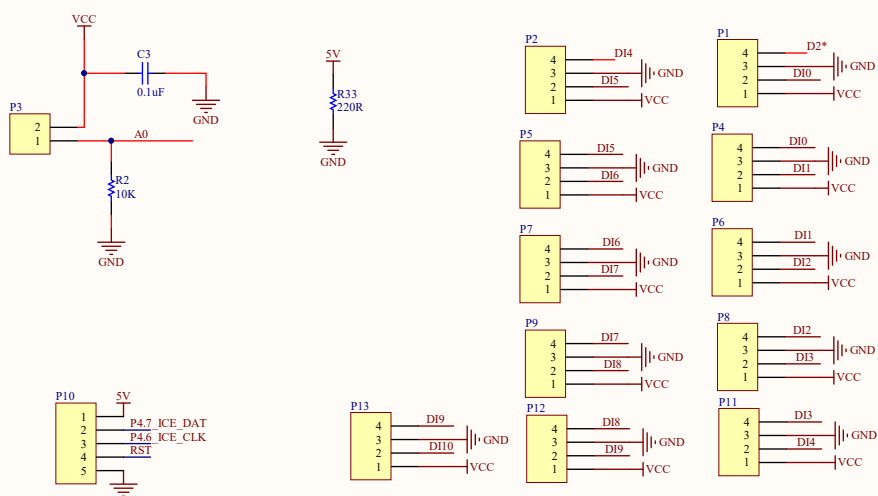 VCC
C3
0.1uF
GND
P3
2
1
A0
R2
10K
GND
5V
R33
220R
GND
P2
4
3
2
1
DI4
GND
DI5
VCC
P1
4
3
2
1
D2*
GND
DI0
VCC
P5
4
3
2
1
DI5
GND
DI6
VCC
P4
4
3
2
1
DI0
GND
DI1
VCC
P7
4
3
2
1
DI6
GND
DI7
VCC
P6
4
3
2
1
DI1
GND
DI2
VCC
P9
4
3
2
1
DI7
GND
DI8
VCC
P8
4
3
2
1
DI2
GND
DI3
VCC
P10
1
2
3
4
5
5V
P4.7_ICE_DAT
P4.6_ICE_CLK
RST
GND
P13
4
3
2
1
DI9
GND
DI10
VCC
P12
4
3
2
1
DI8
GND
DI9
VCC
P11
4
3
2
1
DI3
GND
DI4
VCC